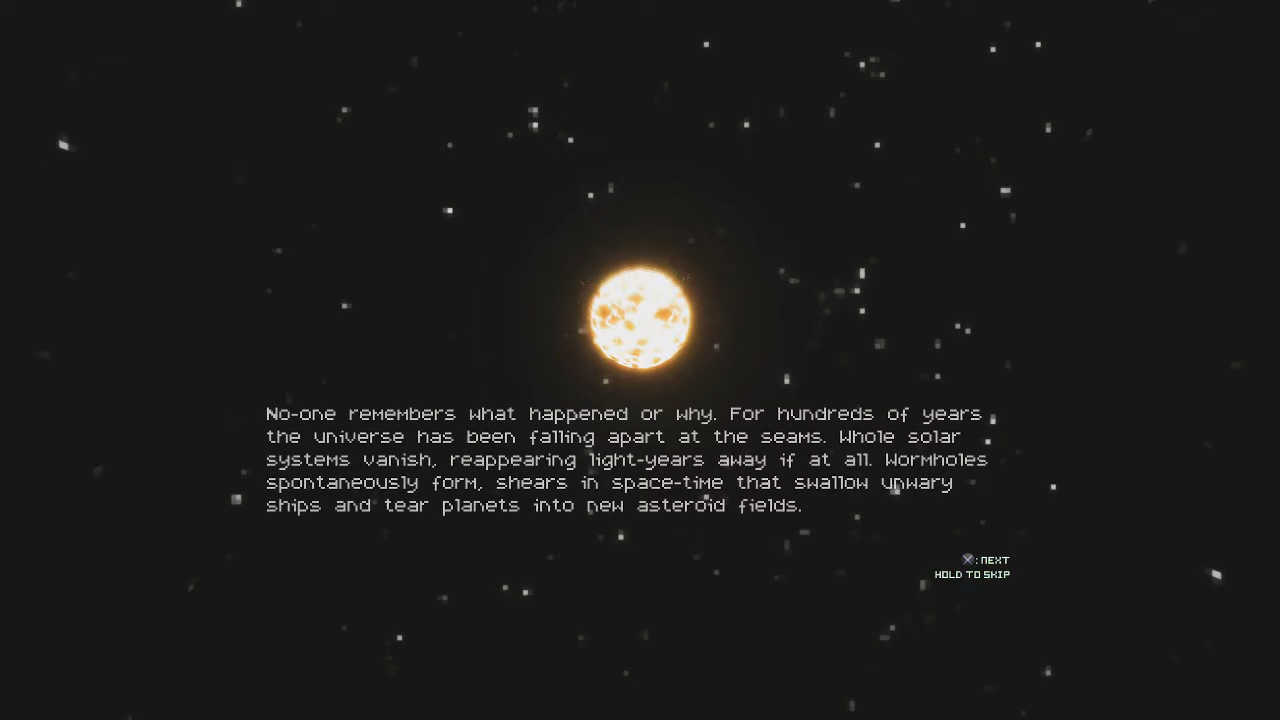 No-one remembers what happened or why. For hundreds of years
the universe has been falling apart at the seams. Whole solar
systems vanish, reappearing light-years away if at all. Wormholes
spontaneously form, shears in space-time that swallow unwary
ships and tear planets into new asteroid fields.
: NEXT
HOLD TO SKIP